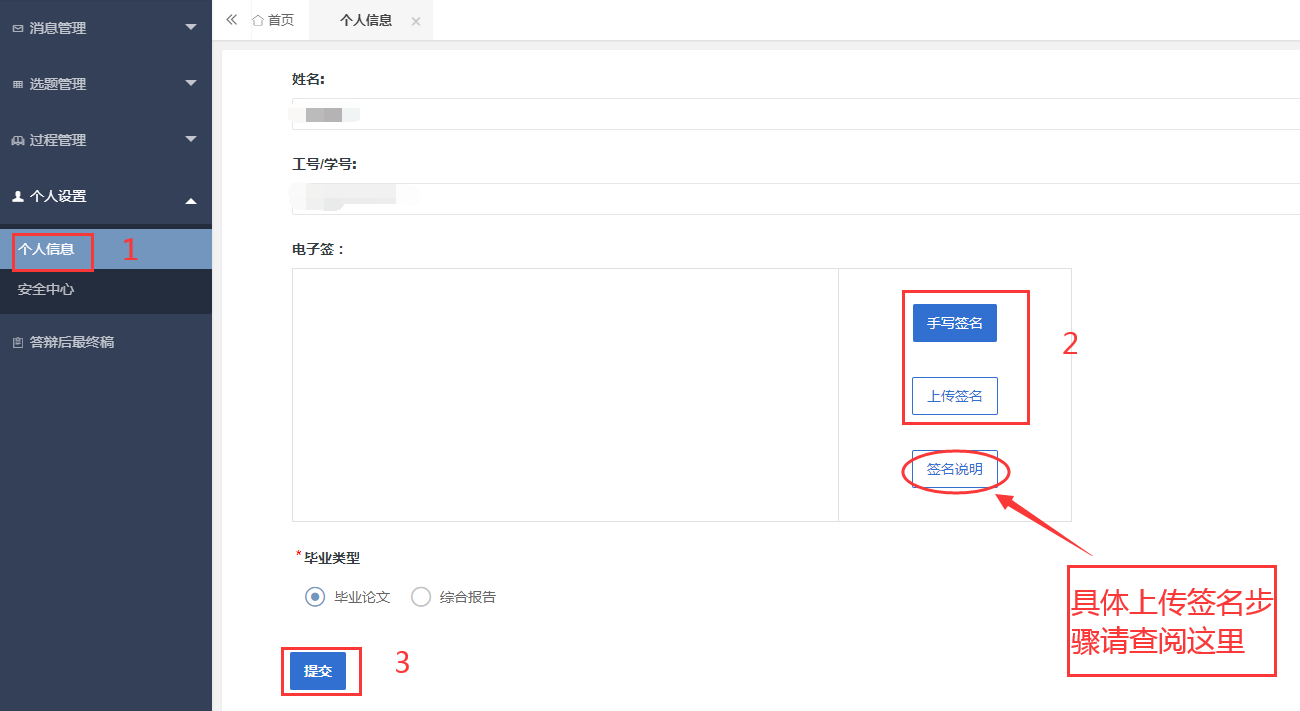 消息管理
选题管理
过程管理
个人设置
个人信息
1
安全中心
答辩后最终稿
首页
个人信息
姓名:
工号/学号:
电子签：
手写签名
2
上传签名
签名说明
具体上传签名步
骤请查阅这里
*毕业类型
毕业论文 综合报告
提交
3